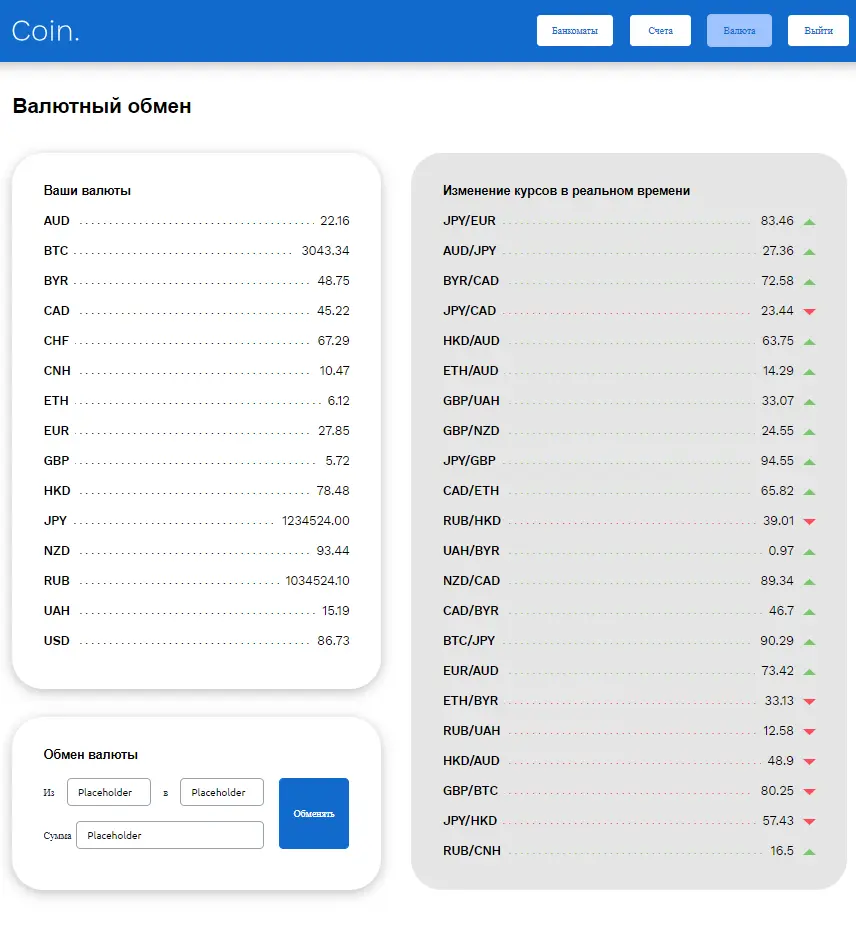 Coin.
Банкоматы
Счета
Валюта
Выйти
Валютный обмен
Ваши валюты
AUD 22.16
BTC 3043.34
BYR 48.75
CAD 45.22
CHF 67.29
CNH 10.47
ETH 6.12
EUR 27.85
GBP 5.72
HKD 78.48
JPY 1234524.00
NZD 93.44
RUB 1034524.10
UAH 15.19
USD 86.73
Обмен валюты
Из Placeholder в Placeholder
Обменять
Сумма Placeholder
Изменение курсов в реальном времени
JPY/EUR 83.46
AUD/JPY 27.36
BYR/CAD 72.58
JPY/CAD 23.44
HKD/AUD 63.75
ETH/AUD 14.29
GBP/UAH 33.07
GBP/NZD 24.55
JPY/GBP 94.55
CAD/ETH 65.82
RUB/HKD 39.01
UAH/BYR 0.97
NZD/CAD 89.34
CAD/BYR 46.7
BTC/JPY 90.29
EUR/AUD 73.42
ETH/BYR 33.13
RUB/UAH 12.58
HKD/AUD 48.9
GBP/BTC 80.25
JPY/HKD 57.43
RUB/CNH 16.5